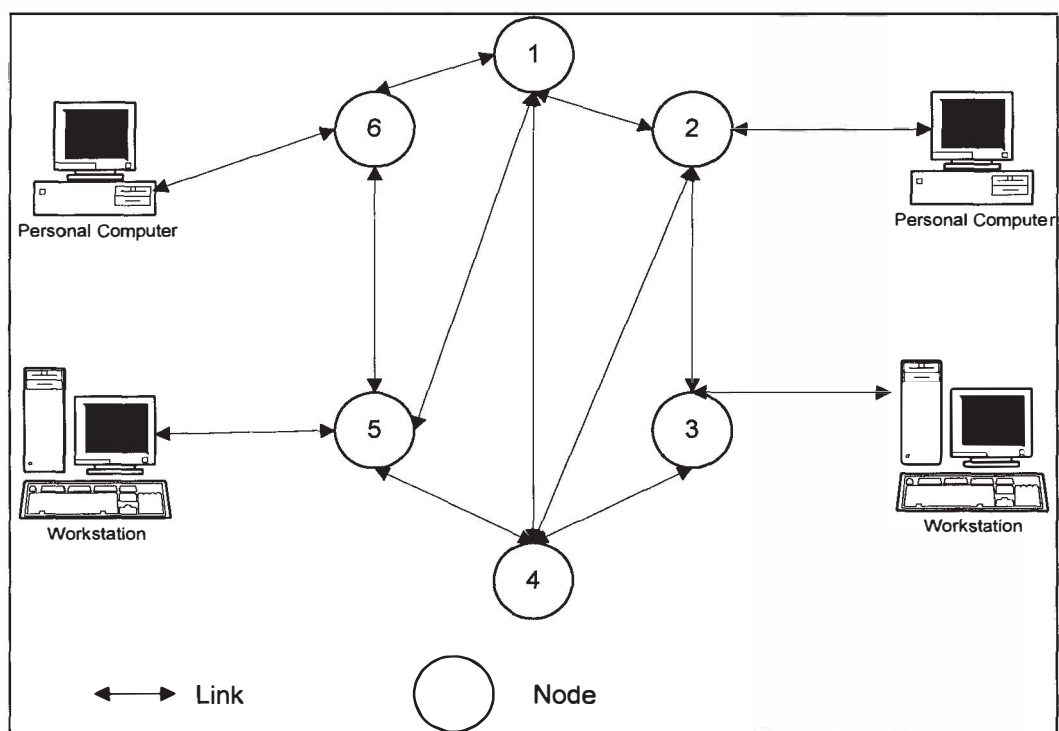 1
6
2
Personal Computer
Personal Computer
5
3
Workstation
Workstation
4
Link
Node